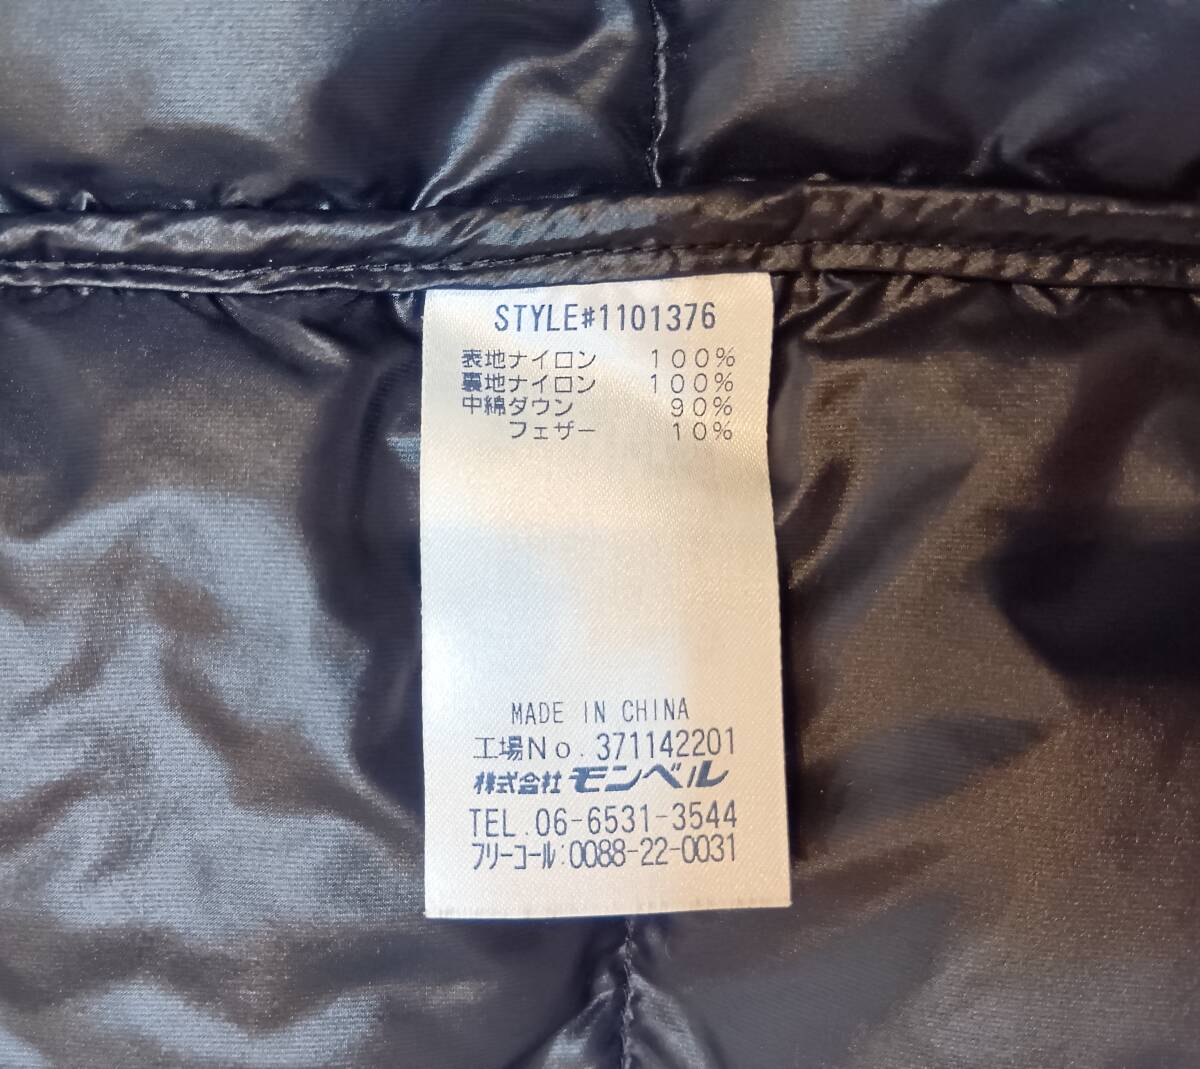 STYLE#1101376
表地ナイロン 100%
裏地ナイロン 100%
中綿ダウン 90%
フェザー 10%
MADE IN CHINA
工場No. 371142201
株式会社 モンベル
TEL. 06-6531-3544
フリーコール:0088-22-0031